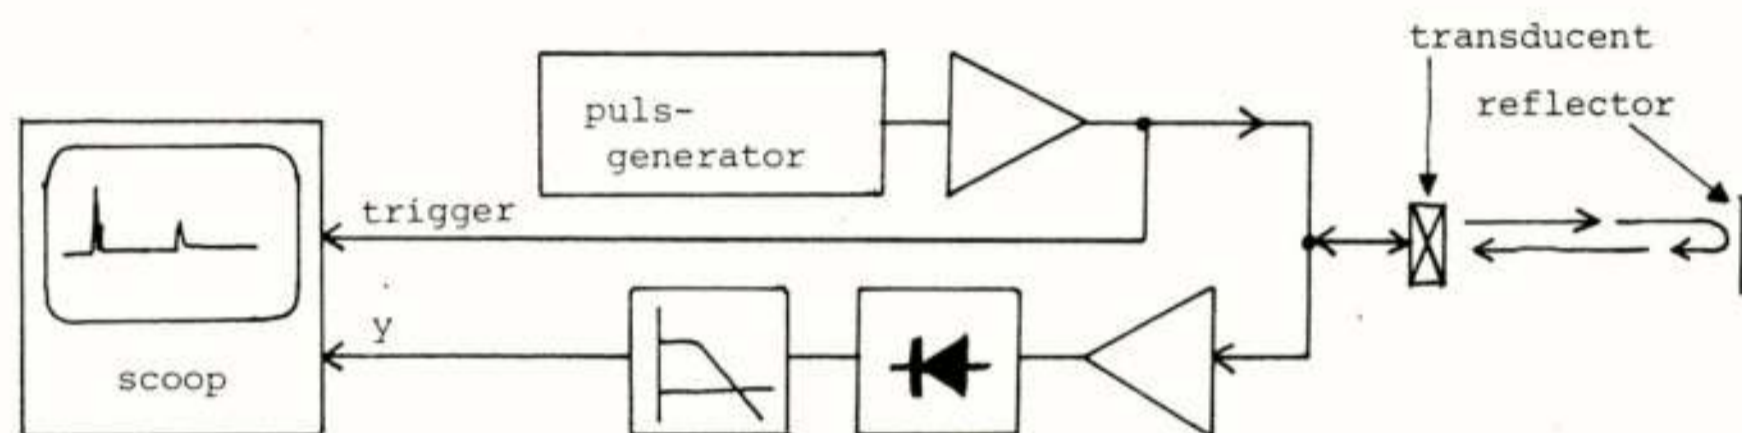 transducent
reflector
puls-
generator
trigger
y
scoop